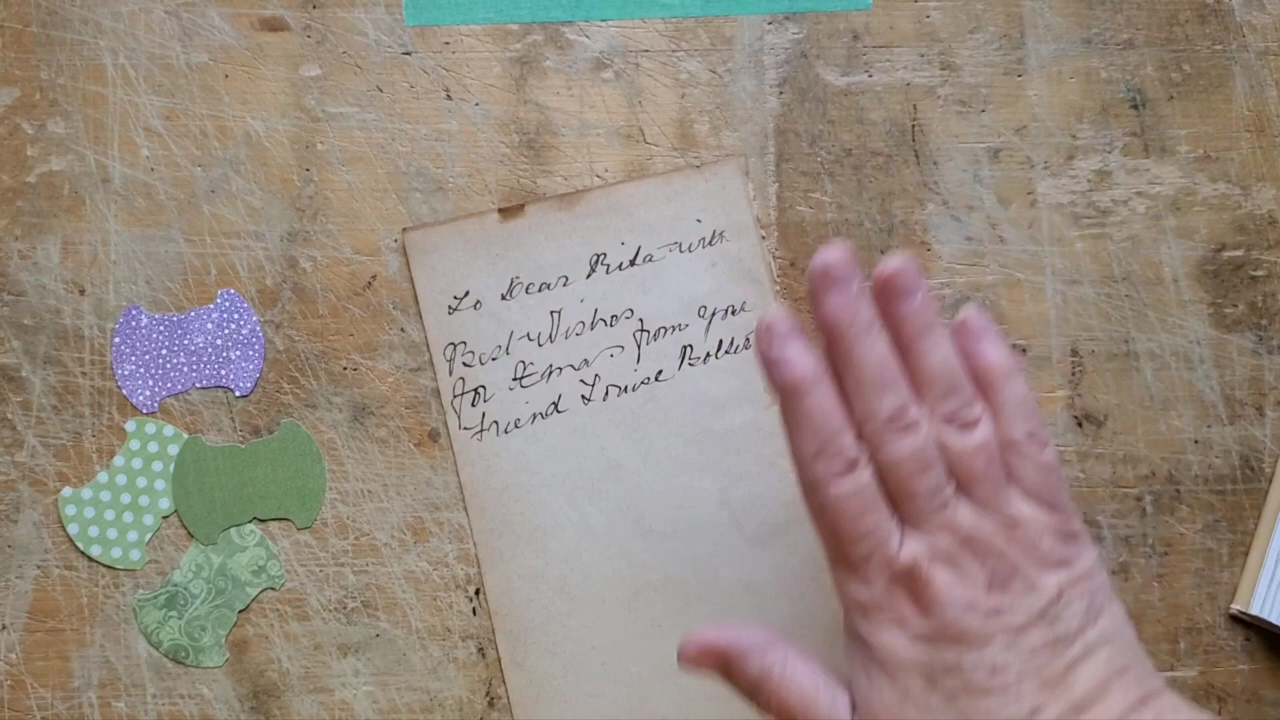 To Dear Rita with
Best Wishes
for Xmas from your
friend Louise